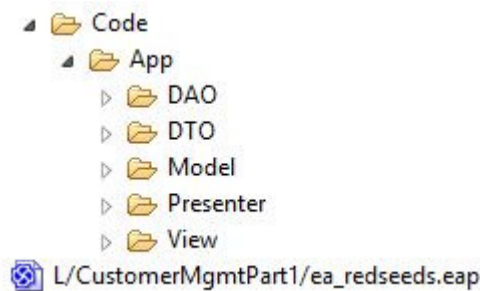 Code
App
DAO
DTO
Model
Presenter
View
L/CustomerMgmtPart1/ea_redseeds.eap